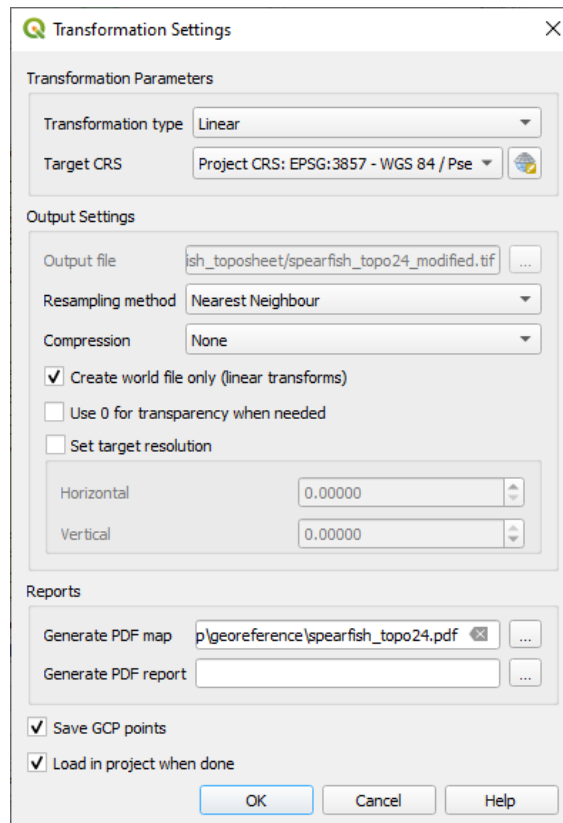 Transformation Settings
Transformation Parameters
Transformation type Linear
Target CRS Project CRS: EPSG:3857 - WGS 84 / Pse
Output Settings
Output file ish_toposheet/spearfish_topo24_modified.tif ...
Resampling method Nearest Neighbour
Compression None
Create world file only (linear transforms)
Use 0 for transparency when needed
Set target resolution
Horizontal 0.00000
Vertical 0.00000
Reports
Generate PDF map p\georeference\spearfish_topo24.pdf ...
Generate PDF report ...
Save GCP points
Load in project when done
OK Cancel Help